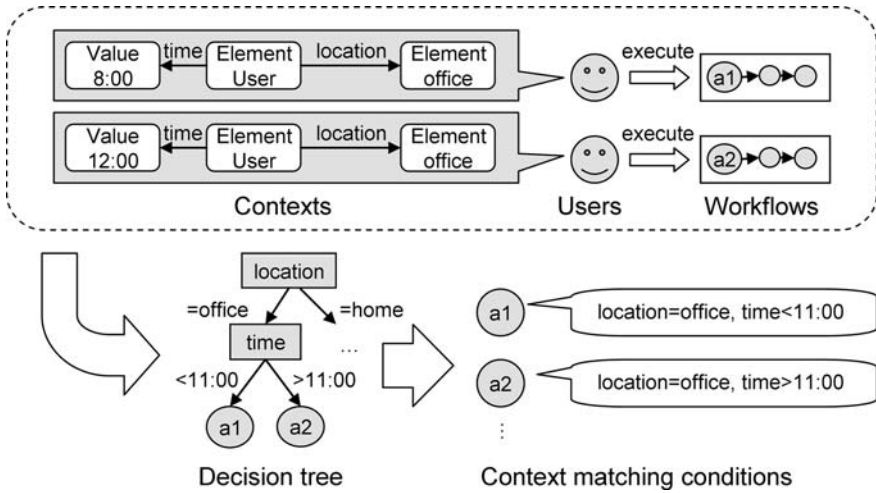 Value
8:00
time
Element
User
location
Element
office
execute
a1
Value
12:00
time
Element
User
location
Element
office
execute
a2
Contexts
Users
Workflows
location
=office
=home
time
...
<11:00
>11:00
a1
a2
Decision tree
a1
location=office, time<11:00
a2
location=office, time>11:00
...
Context matching conditions